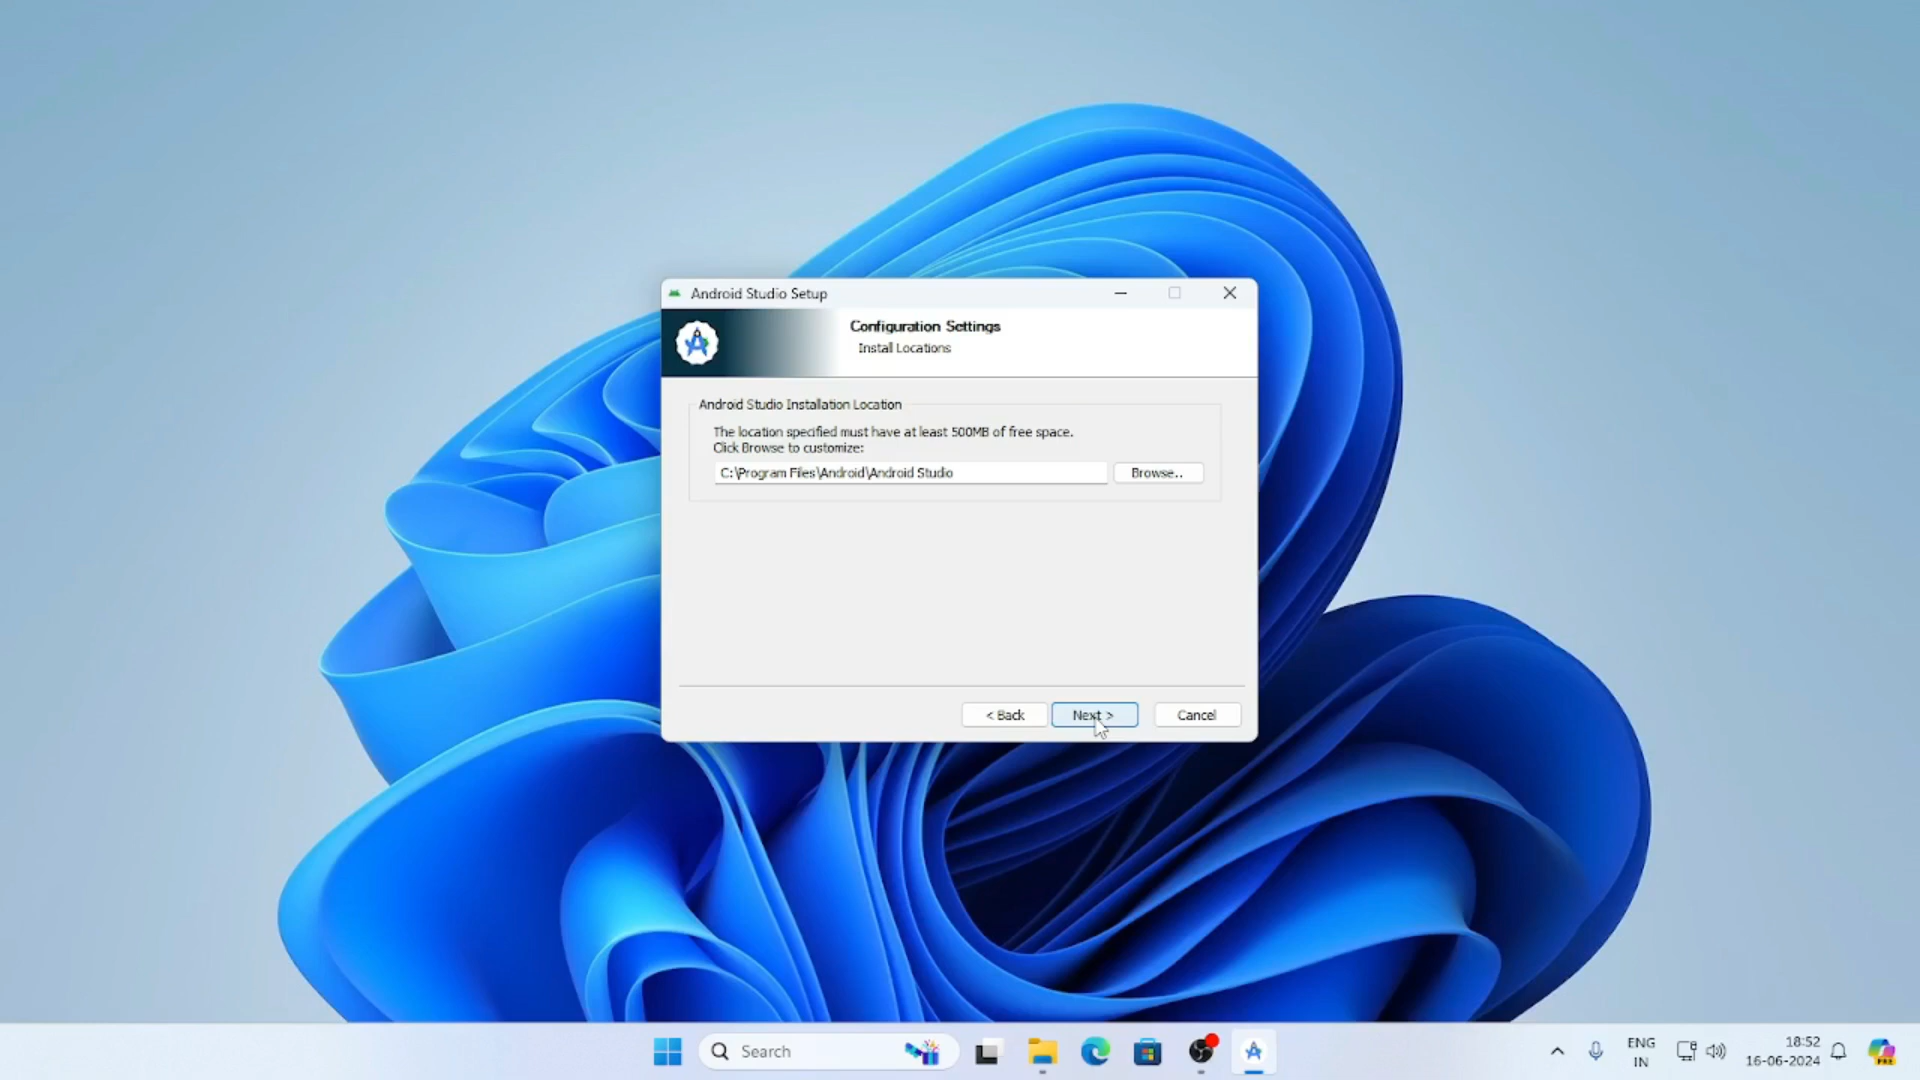 Android Studio Setup
Configuration Settings
Install Locations
Android Studio Installation Location
The location specified must have at least 500MB of free space.
Click Browse to customize:
C:\Program Files\Android\Android Studio
Browse..
< Back
Next >
Cancel
Search
ENG
IN
18:52
16-06-2024
PRE